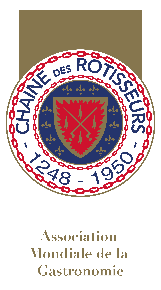 CHAINE DES ROTISSEURS
- 1248 - 1950 -
Association
Mondiale de la
Gastronomie